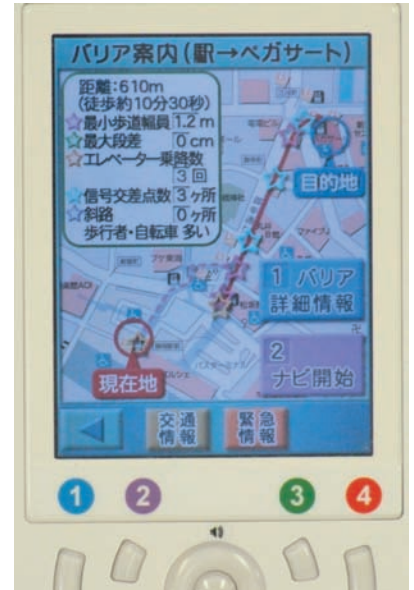 バリア案内(駅→ペガサート)
距離:610m
(徒歩約10分30秒)
☆最小歩道幅員 1.2 m
☆最大段差 0 cm
☆エレベーター乗降数
3 回
☆信号交差点数 3 ヶ所
☆斜路 0 ヶ所
歩行者・自転車 多い
目的地
1 バリア
詳細情報
2
ナビ開始
現在地
交通
情報
緊急
情報
1
2
3
4